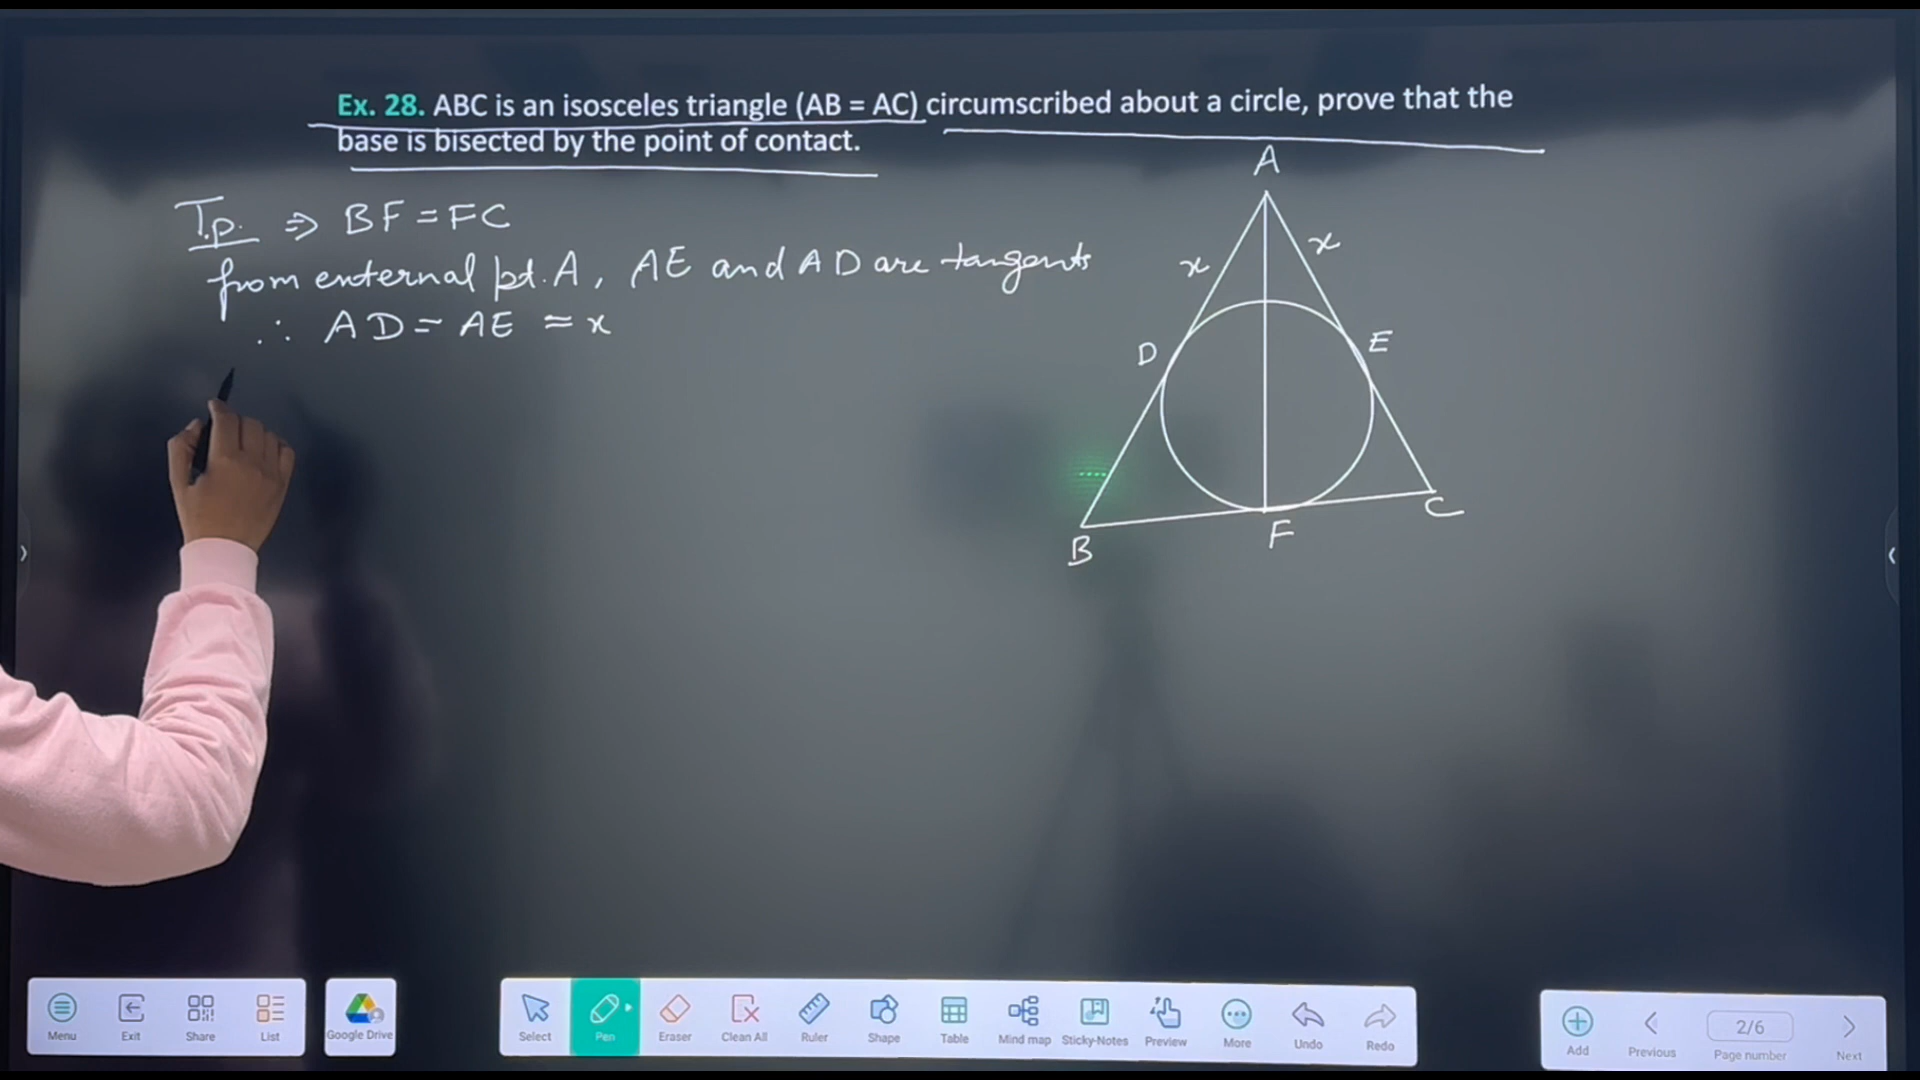 Ex. 28. ABC is an isosceles triangle (AB = AC) circumscribed about a circle, prove that the
base is bisected by the point of contact.
T.p. ⇒ BF = FC
from external pt. A, AE and AD are tangents
∴ AD = AE = x
A
x
x
D
E
B
F
C
Menu
Exit
Share
List
Google Drive
Select
Pen
Eraser
Clean All
Ruler
Shape
Table
Mind map
Sticky-Notes
Preview
More
Undo
Redo
Add
Previous
2/6
Page number
Next